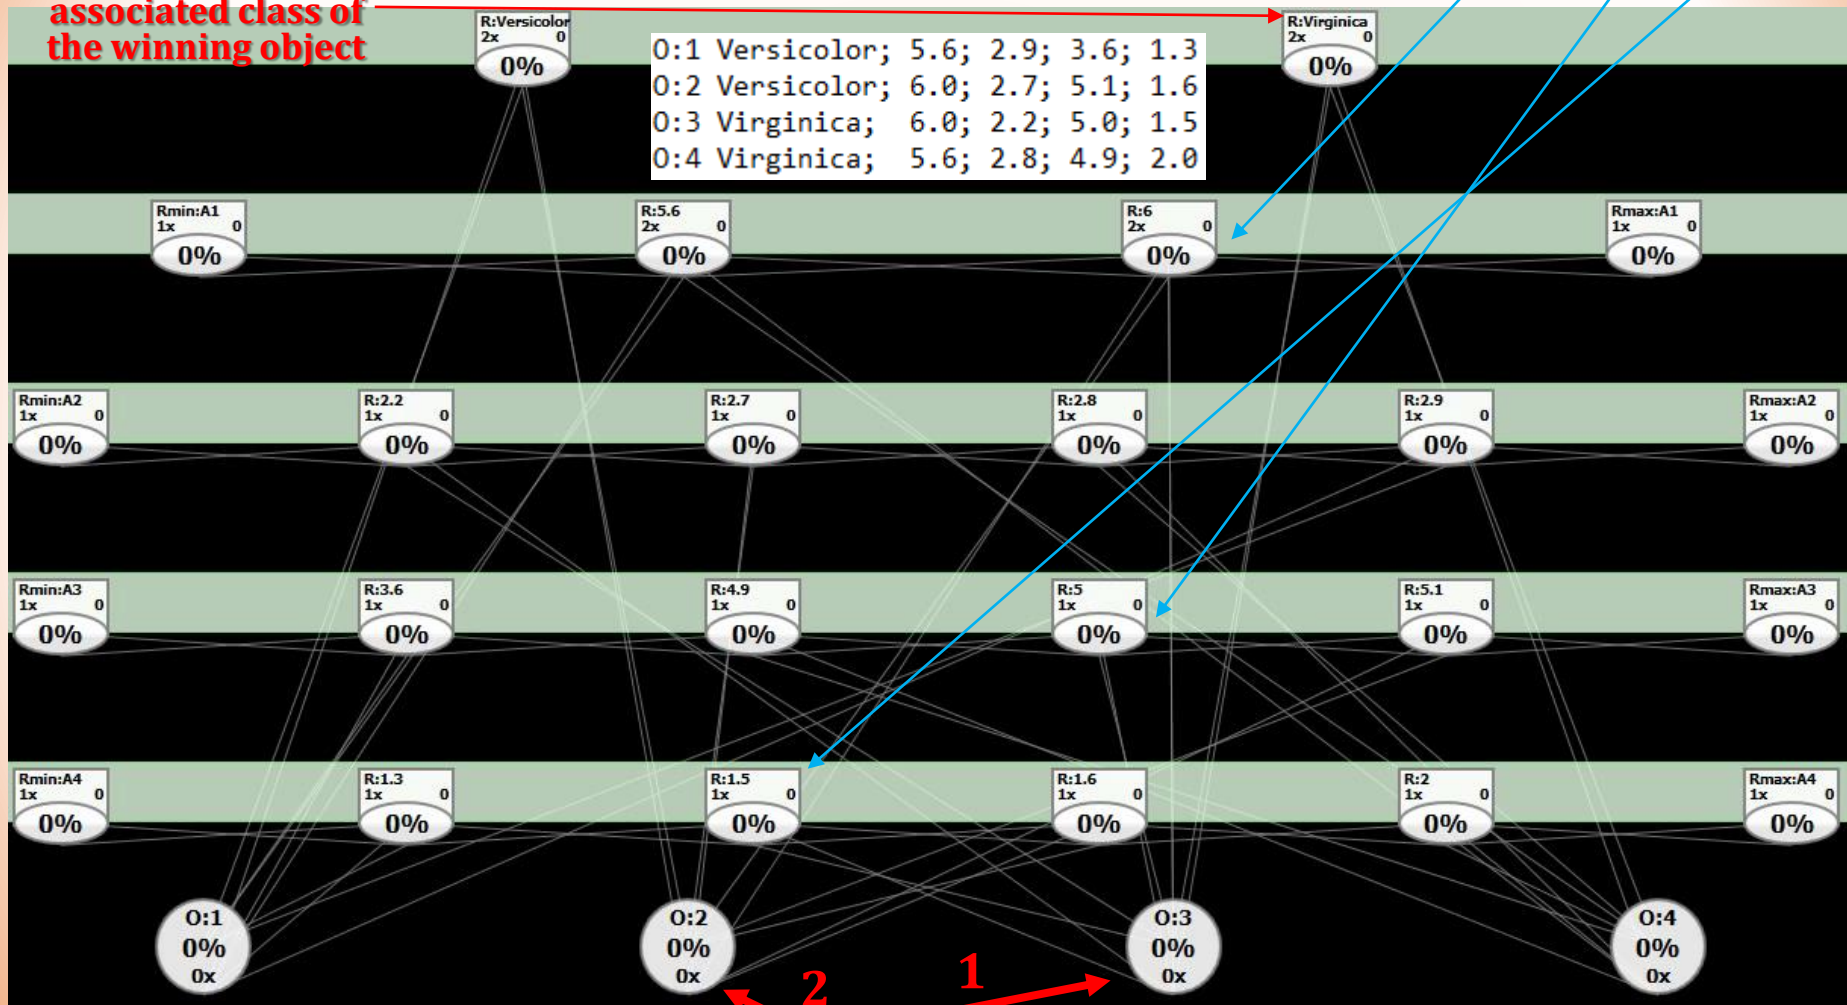 associated class of
the winning object
R:Versicolor
2x 0
0%
R:Virginica
2x 0
0%
O:1 Versicolor; 5.6; 2.9; 3.6; 1.3
O:2 Versicolor; 6.0; 2.7; 5.1; 1.6
O:3 Virginica; 6.0; 2.2; 5.0; 1.5
O:4 Virginica; 5.6; 2.8; 4.9; 2.0
Rmin:A1
1x 0
0%
R:5.6
2x 0
0%
R:6
2x 0
0%
Rmax:A1
1x 0
0%
Rmin:A2
1x 0
0%
R:2.2
1x 0
0%
R:2.7
1x 0
0%
R:2.8
1x 0
0%
R:2.9
1x 0
0%
Rmax:A2
1x 0
0%
Rmin:A3
1x 0
0%
R:3.6
1x 0
0%
R:4.9
1x 0
0%
R:5
1x 0
0%
R:5.1
1x 0
0%
Rmax:A3
1x 0
0%
Rmin:A4
1x 0
0%
R:1.3
1x 0
0%
R:1.5
1x 0
0%
R:1.6
1x 0
0%
R:2
1x 0
0%
Rmax:A4
1x 0
0%
O:1
0%
0x
O:2
0%
0x
O:3
0%
0x
O:4
0%
0x
2
1